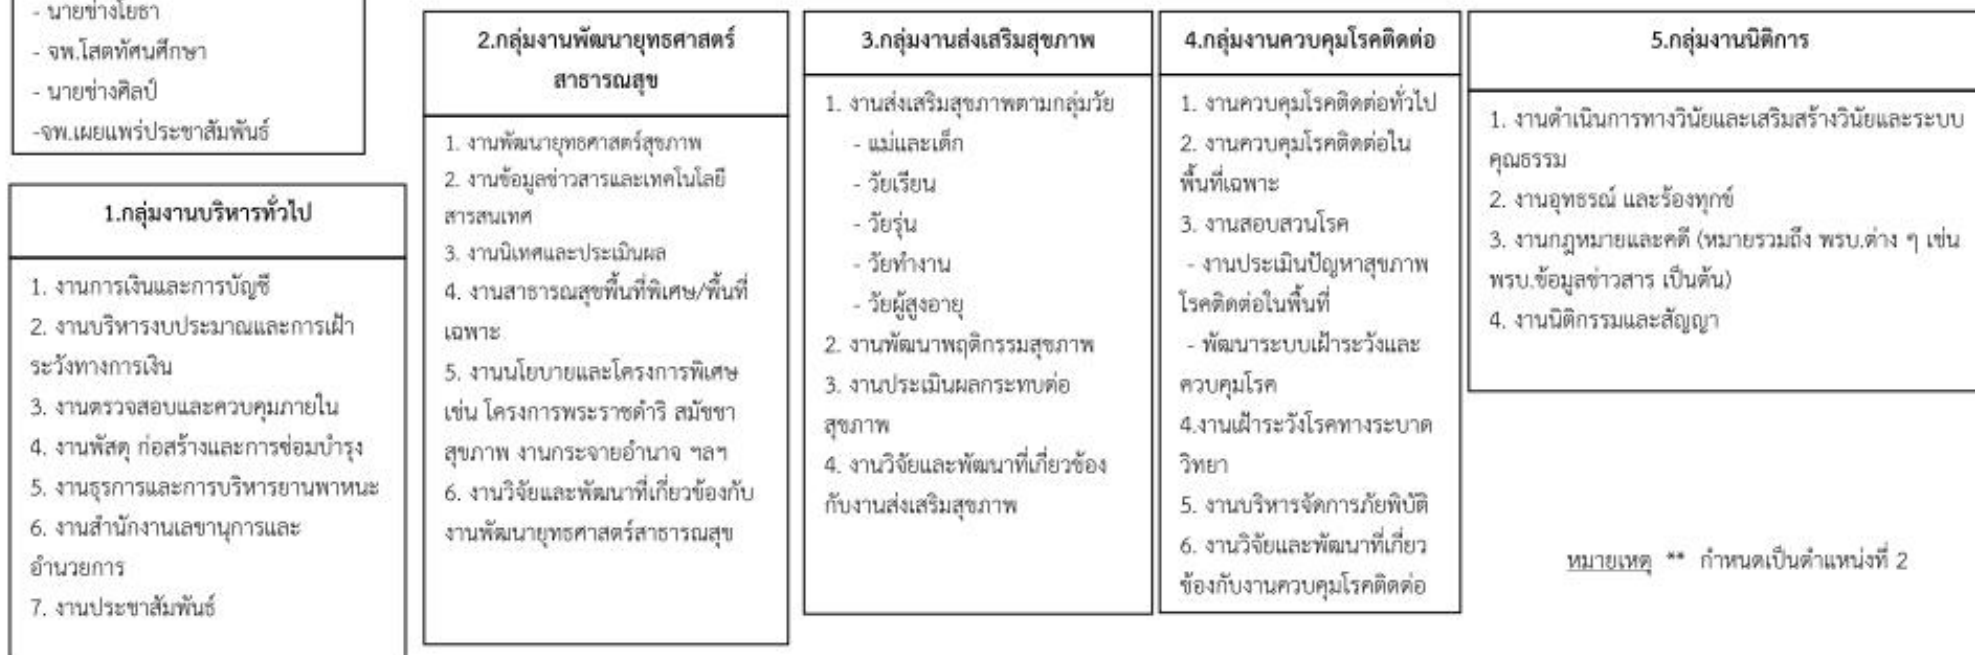 - นายช่างโยธา
- จพ.โสตทัศนศึกษา
- นายช่างศิลป์
-จพ.เผยแพร่ประชาสัมพันธ์
1.กลุ่มงานบริหารทั่วไป
1. งานการเงินและการบัญชี
2. งานบริหารงบประมาณและการเฝ้า
ระวังทางการเงิน
3. งานตรวจสอบและควบคุมภายใน
4. งานพัสดุ ก่อสร้างและการซ่อมบำรุง
5. งานธุรการและการบริหารยานพาหนะ
6. งานสำนักงานเลขานุการและ
อำนวยการ
7. งานประชาสัมพันธ์
2.กลุ่มงานพัฒนายุทธศาสตร์
สาธารณสุข
1. งานพัฒนายุทธศาสตร์สุขภาพ
2. งานข้อมูลข่าวสารและเทคโนโลยี
สารสนเทศ
3. งานนิเทศและประเมินผล
4. งานสาธารณสุขพื้นที่พิเศษ/พื้นที่
เฉพาะ
5. งานนโยบายและโครงการพิเศษ
เช่น โครงการพระราชดำริ สมัชชา
สุขภาพ งานกระจายอำนาจ ฯลฯ
6. งานวิจัยและพัฒนาที่เกี่ยวข้องกับ
งานพัฒนายุทธศาสตร์สาธารณสุข
3.กลุ่มงานส่งเสริมสุขภาพ
1. งานส่งเสริมสุขภาพตามกลุ่มวัย
- แม่และเด็ก
- วัยเรียน
- วัยรุ่น
- วัยทำงาน
- วัยผู้สูงอายุ
2. งานพัฒนาพฤติกรรมสุขภาพ
3. งานประเมินผลกระทบต่อ
สุขภาพ
4. งานวิจัยและพัฒนาที่เกี่ยวข้อง
กับงานส่งเสริมสุขภาพ
4.กลุ่มงานควบคุมโรคติดต่อ
1. งานควบคุมโรคติดต่อทั่วไป
2. งานควบคุมโรคติดต่อใน
พื้นที่เฉพาะ
3. งานสอบสวนโรค
- งานประเมินปัญหาสุขภาพ
โรคติดต่อในพื้นที่
- พัฒนาระบบเฝ้าระวังและ
ควบคุมโรค
4.งานเฝ้าระวังโรคทางระบาด
วิทยา
5. งานบริหารจัดการภัยพิบัติ
6. งานวิจัยและพัฒนาที่เกี่ยว
ข้องกับงานควบคุมโรคติดต่อ
5.กลุ่มงานนิติการ
1. งานดำเนินการทางวินัยและเสริมสร้างวินัยและระบบ
คุณธรรม
2. งานอุทธรณ์ และร้องทุกข์
3. งานกฎหมายและคดี (หมายรวมถึง พรบ.ต่าง ๆ เช่น
พรบ.ข้อมูลข่าวสาร เป็นต้น)
4. งานนิติกรรมและสัญญา
หมายเหตุ ** กำหนดเป็นตำแหน่งที่ 2